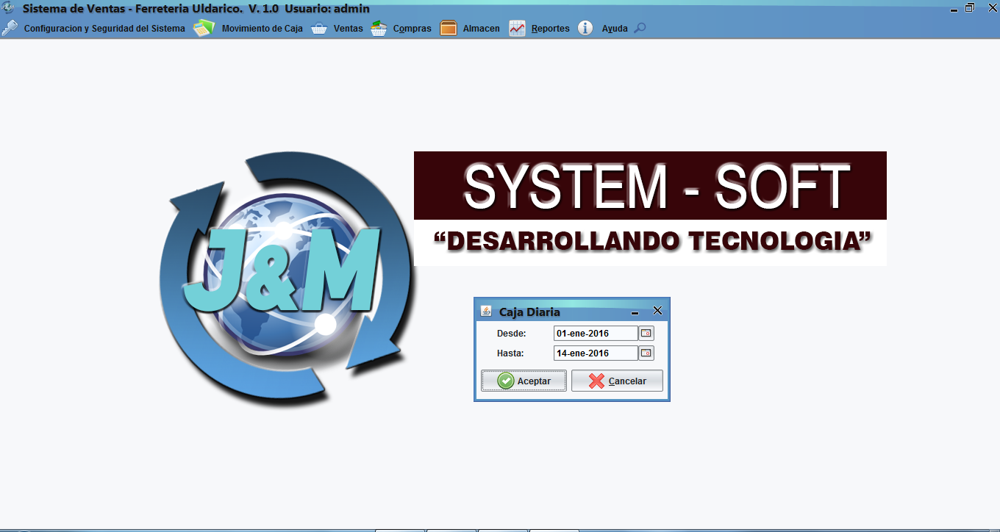 Sistema de Ventas - Ferreteria Uldarico. V. 1.0 Usuario: admin
Configuracion y Seguridad del Sistema Movimiento de Caja Ventas Compras Almacen Reportes Ayuda
SYSTEM - SOFT
“DESARROLLANDO TECNOLOGIA”
J&M
Caja Diaria
Desde: 01-ene-2016
Hasta: 14-ene-2016
Aceptar Cancelar